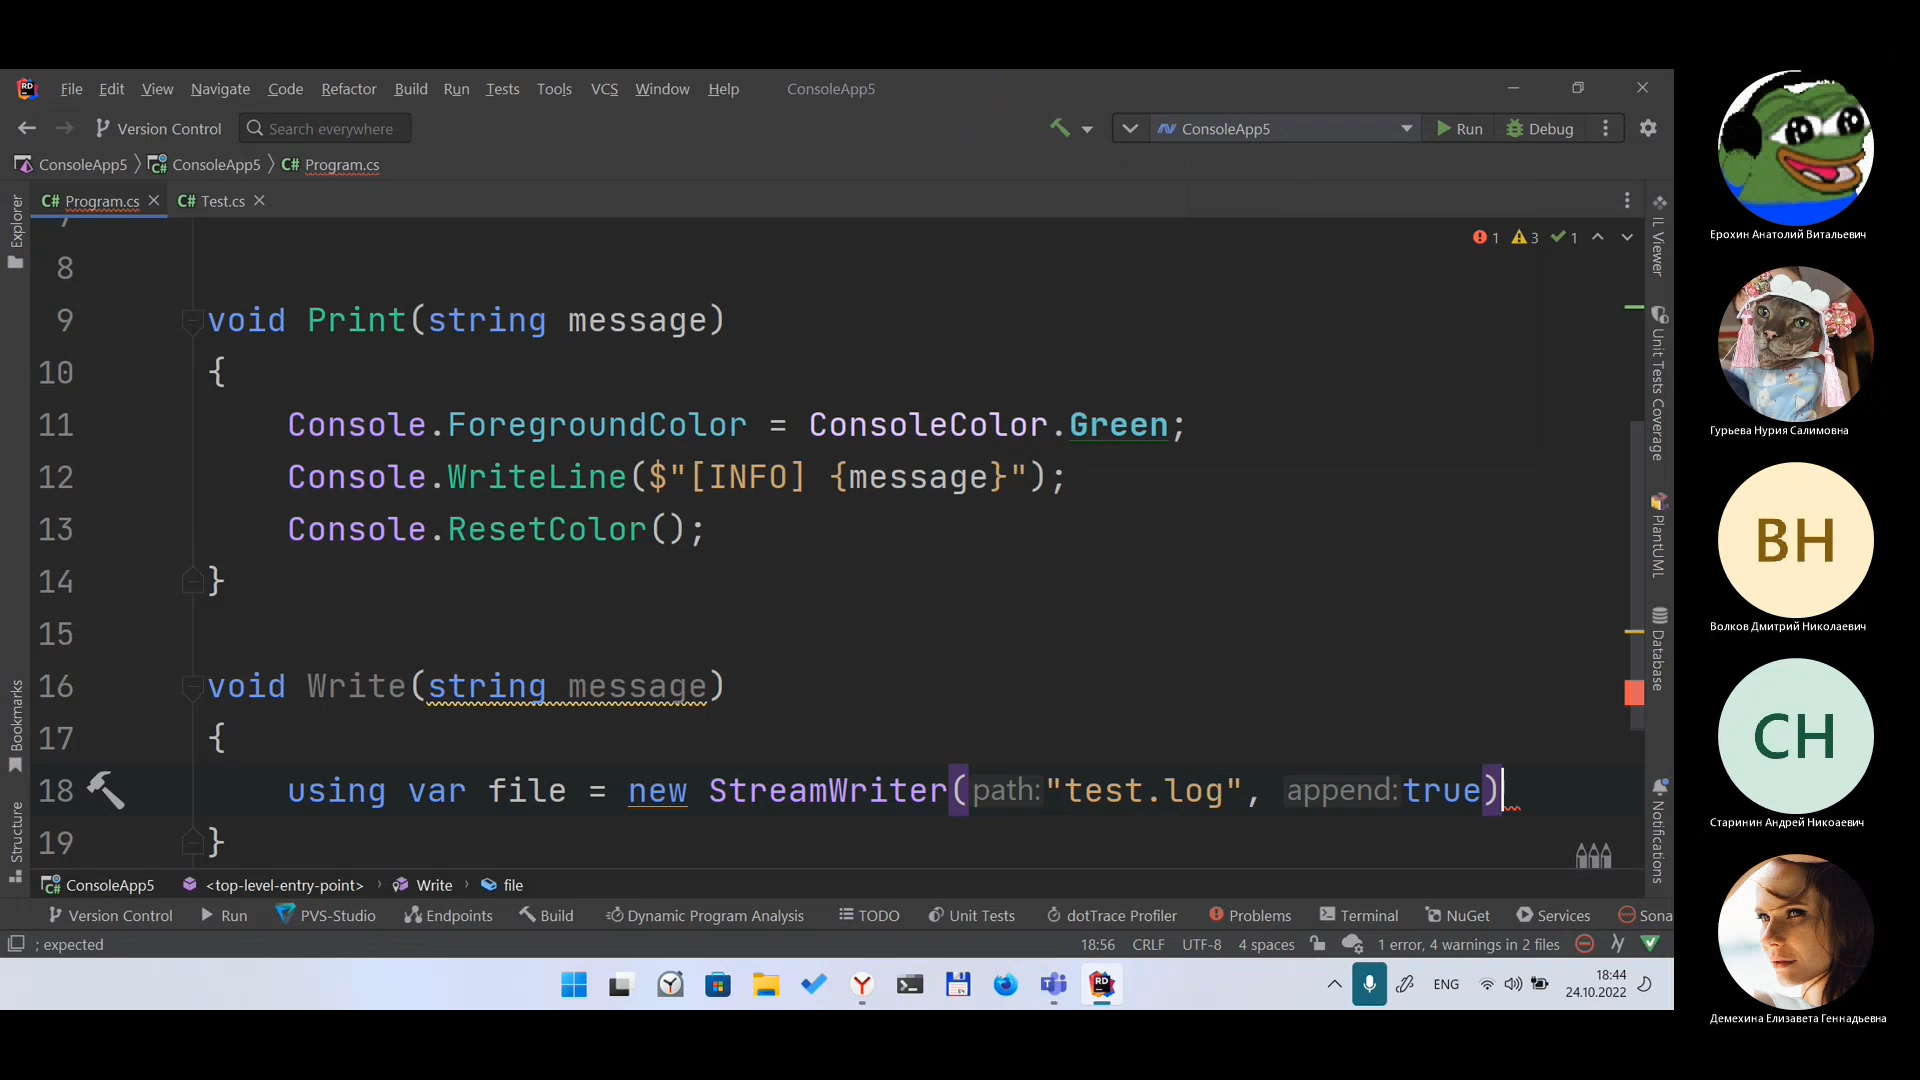 RD File Edit View Navigate Code Refactor Build Run Tests Tools VCS Window Help ConsoleApp5
Version Control Search everywhere ConsoleApp5 Run Debug
ConsoleApp5 ConsoleApp5 C# Program.cs
C# Program.cs C# Test.cs
Explorer
Bookmarks
Structure
1 3 1
7
8
9 void Print(string message)
10 {
11 Console.ForegroundColor = ConsoleColor.Green;
12 Console.WriteLine($"[INFO] {message}");
13 Console.ResetColor();
14 }
15
16 void Write(string message)
17 {
18 using var file = new StreamWriter(path:"test.log", append:true)
19 }
IL Viewer
Unit Tests Coverage
PlantUML
Database
Notifications
ConsoleApp5 <top-level-entry-point> Write file
Version Control Run PVS-Studio Endpoints Build Dynamic Program Analysis TODO Unit Tests dotTrace Profiler Problems Terminal NuGet Services Sona
; expected 18:56 CRLF UTF-8 4 spaces 1 error, 4 warnings in 2 files
ENG 18:44
24.10.2022
Ерохин Анатолий Витальевич
Гурьева Нурия Салимовна
ВН
Волков Дмитрий Николаевич
СН
Старинин Андрей Никоаевич
Демехина Елизавета Геннадьевна